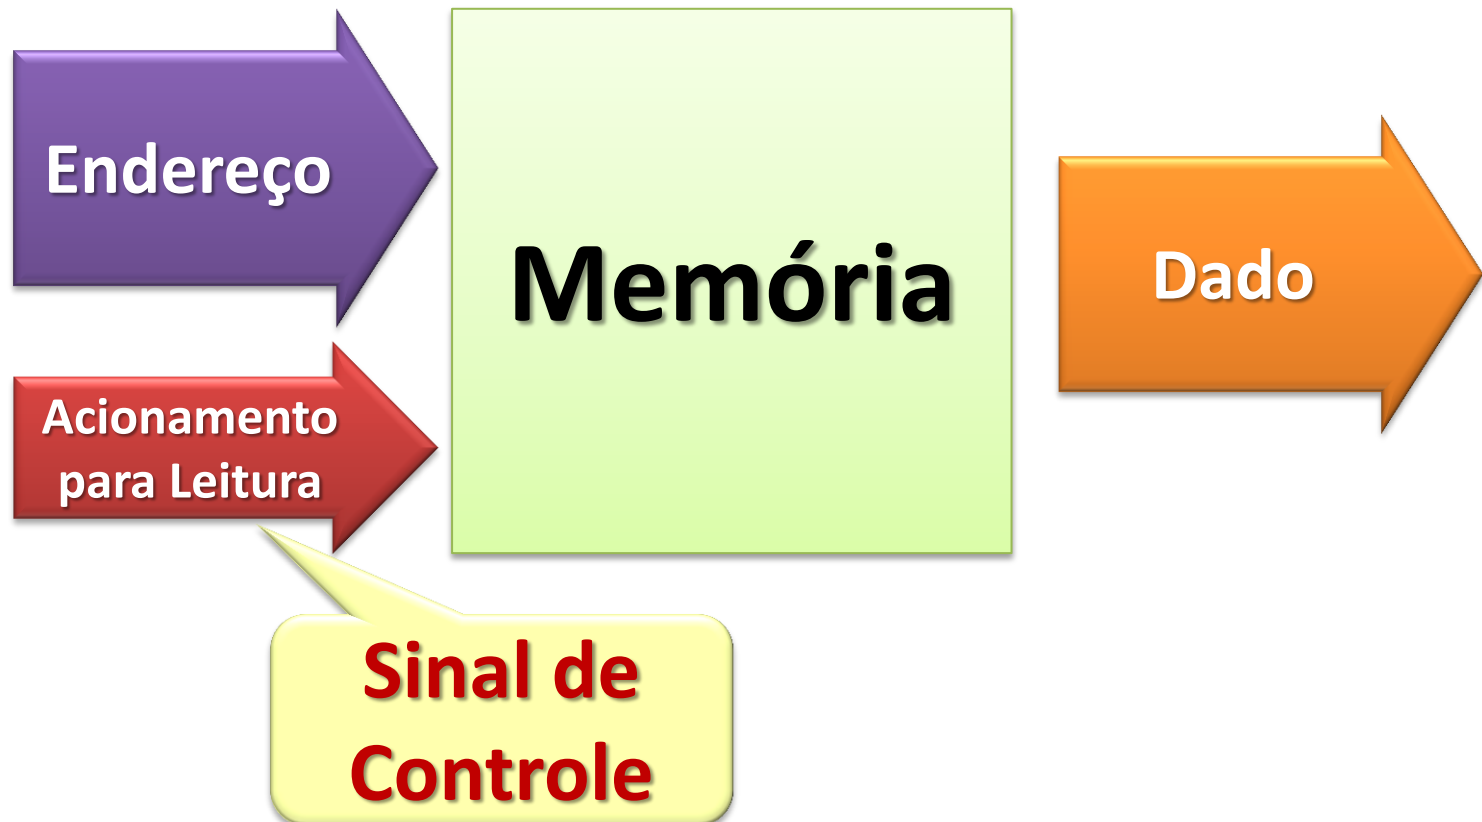 Endereço
Memória
Dado
Acionamento
para Leitura
Sinal de
Controle